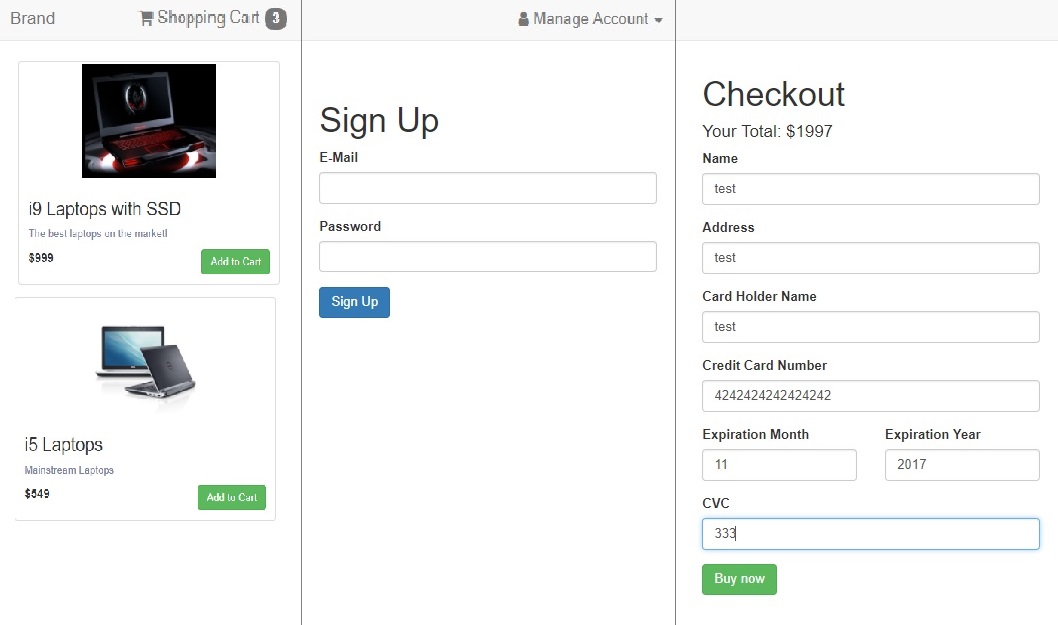 Brand
Shopping Cart 3
i9 Laptops with SSD
The best laptops on the market!
$999
Add to Cart
i5 Laptops
Mainstream Laptops
$549
Add to Cart
Manage Account
Sign Up
E-Mail
Password
Sign Up
Checkout
Your Total: $1997
Name
test
Address
test
Card Holder Name
test
Credit Card Number
4242424242424242
Expiration Month Expiration Year
11 2017
CVC
333
Buy now